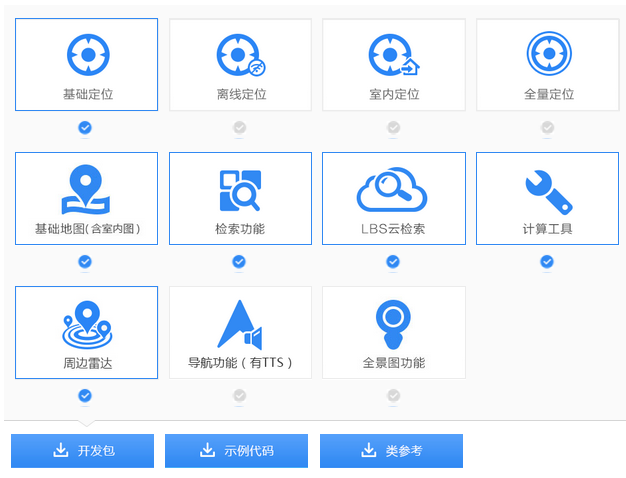 基础定位
离线定位
室内定位
全量定位
基础地图(含室内图)
检索功能
LBS云检索
计算工具
周边雷达
导航功能(有TTS)
全景图功能
开发包
示例代码
类参考